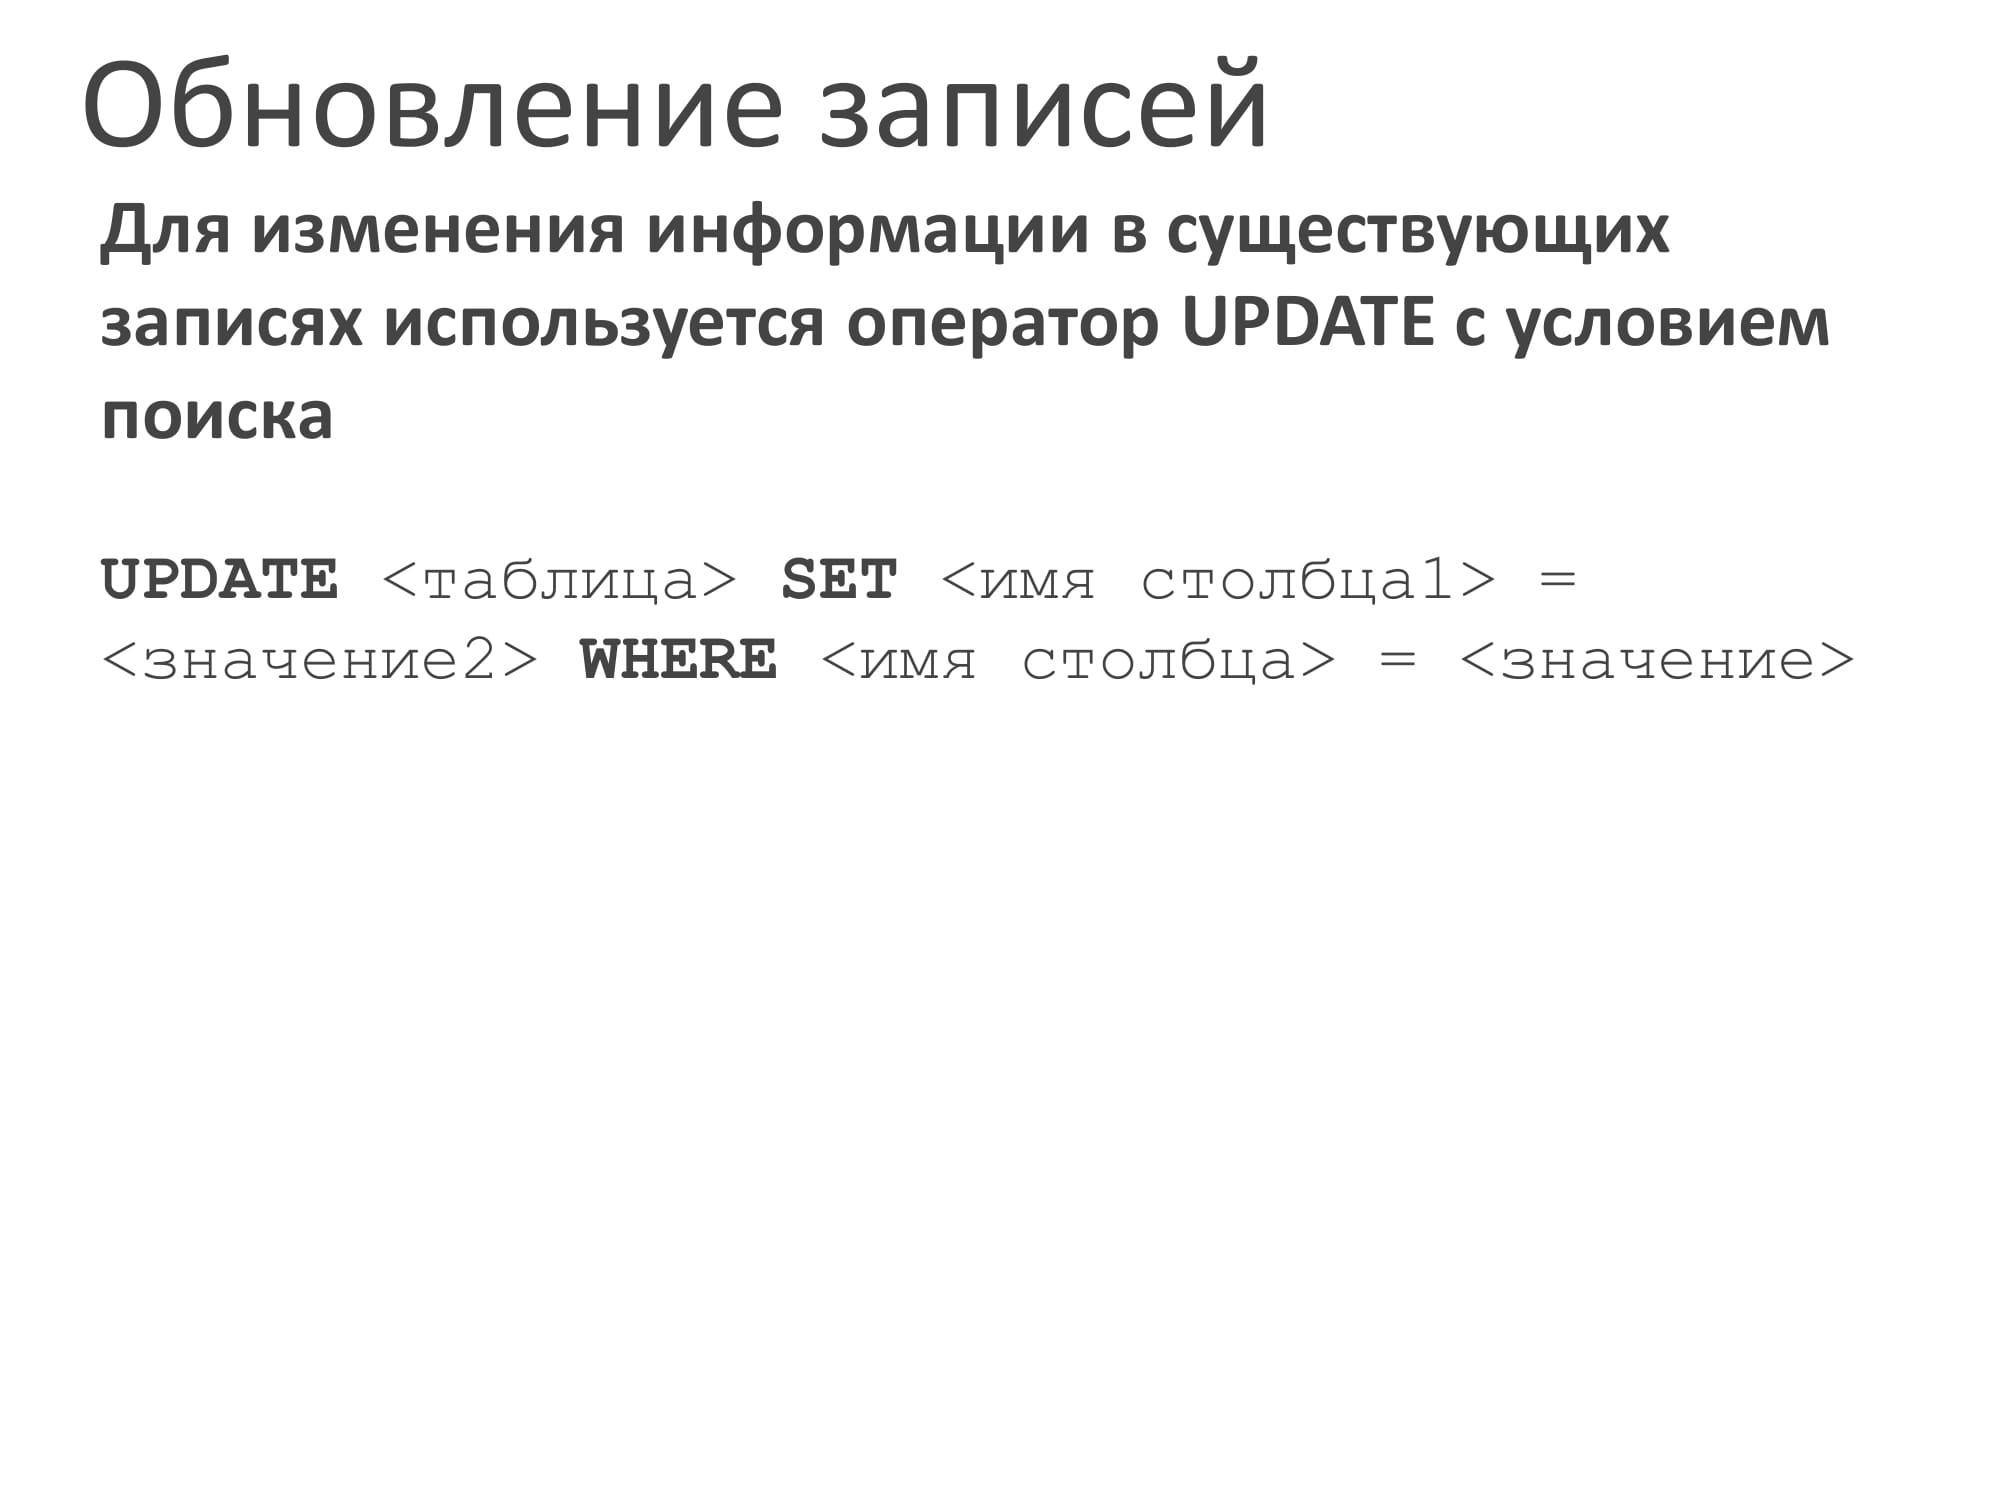 Обновление записей
Для изменения информации в существующих
записях используется оператор UPDATE с условием
поиска
UPDATE <таблица> SET <имя столбца1> =
<значение2> WHERE <имя столбца> = <значение>